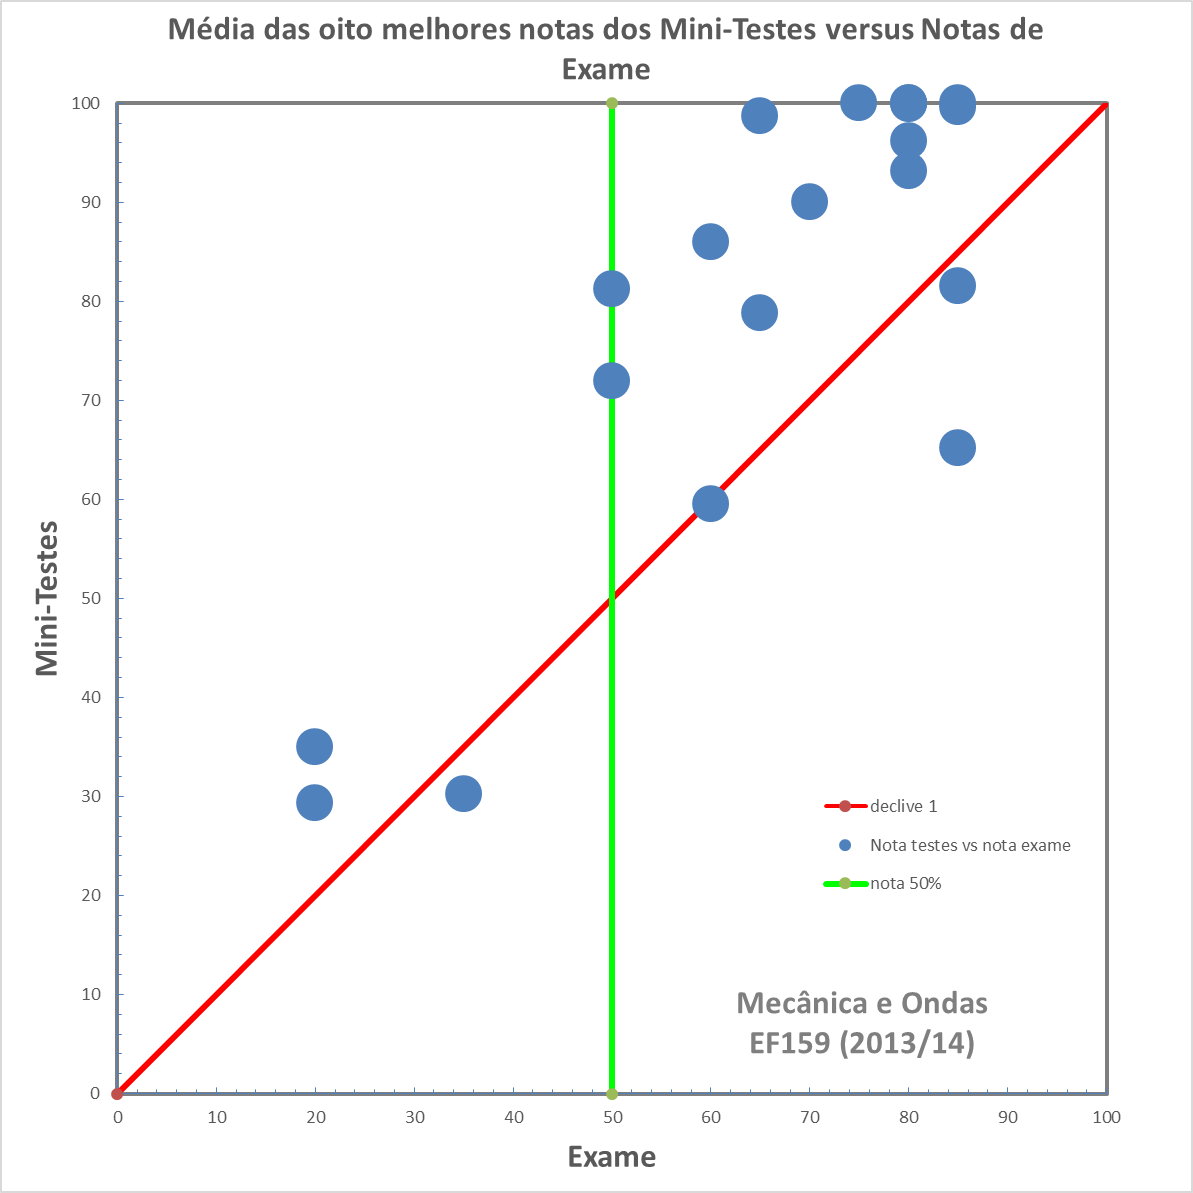 Média das oito melhores notas dos Mini-Testes versus Notas de
Exame
100
90
80
70
60
50
40
30
20
10
0
Mini-Testes
declive 1
Nota testes vs nota exame
nota 50%
Mecânica e Ondas
EF159 (2013/14)
0 10 20 30 40 50 60 70 80 90 100
Exame